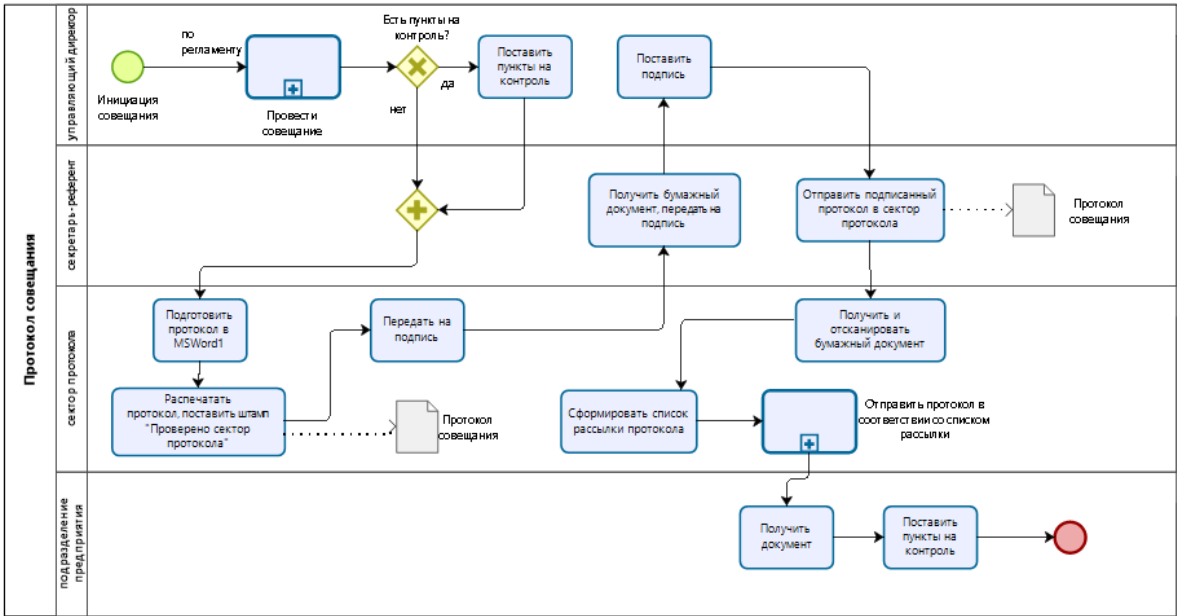 Протокол совещания
управляющий директор
по
регламенту
Инициация
совещания
Провести
совещание
Есть пункты на
контроль?
да
нет
Поставить
пункты на
контроль
Поставить
подпись
секретарь-референт
Получить бумажный
документ, передать на
подпись
Отправить подписанный
протокол в сектор
протокола
Протокол
совещания
сектор протокола
Подготовить
протокол в
MSWord1
Передать на
подпись
Получить и
отсканировать
бумажный документ
Распечатать
протокол, поставить штамп
"Проверено сектор
протокола"
Протокол
совещания
Сформировать список
рассылки протокола
Отправить протокол в
соответствии со списком
рассылки
подразделение
предприятия
Получить
документ
Поставить
пункты на
контроль